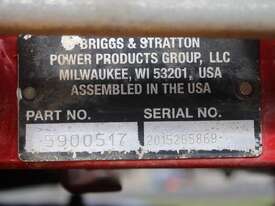 BRIGGS & STRATTON
POWER PRODUCTS GROUP, LLC
MILWAUKEE, WI 53201, USA
ASSEMBLED IN THE USA
PART NO. SERIAL NO.
5900517 2015265869-